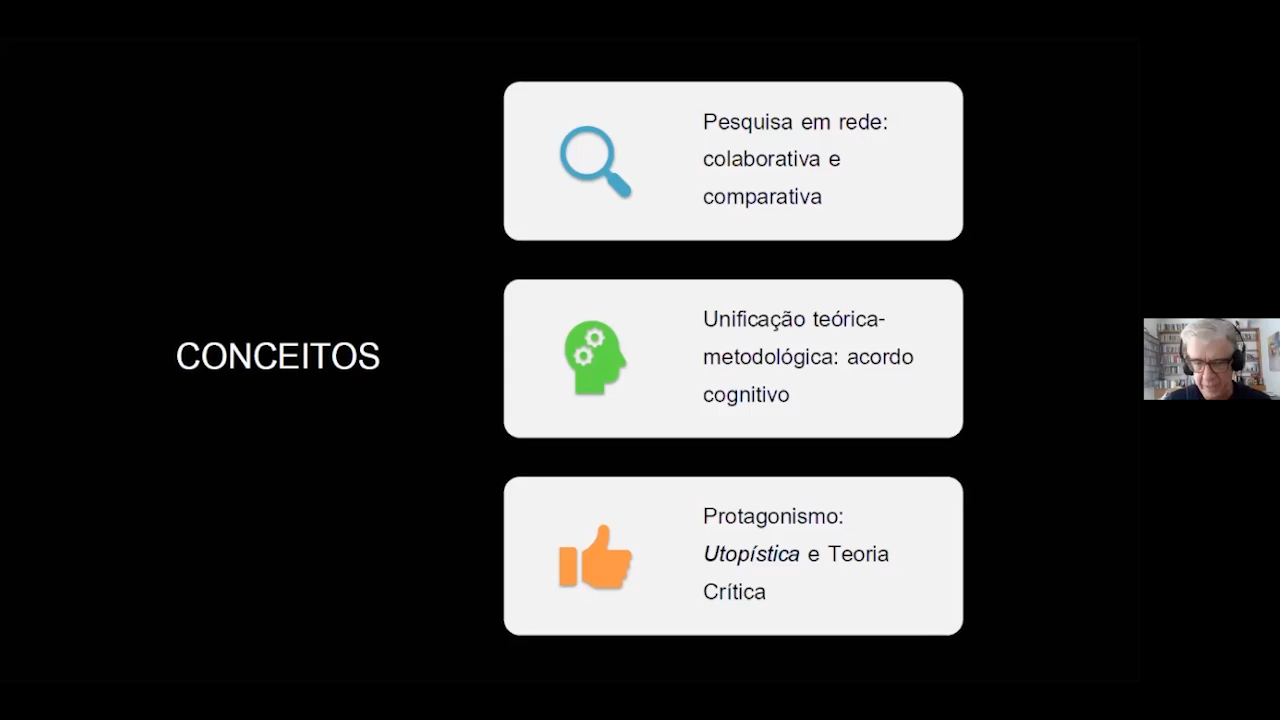 CONCEITOS
Pesquisa em rede:
colaborativa e
comparativa
Unificação teórica-
metodológica: acordo
cognitivo
Protagonismo:
Utopística e Teoria
Crítica